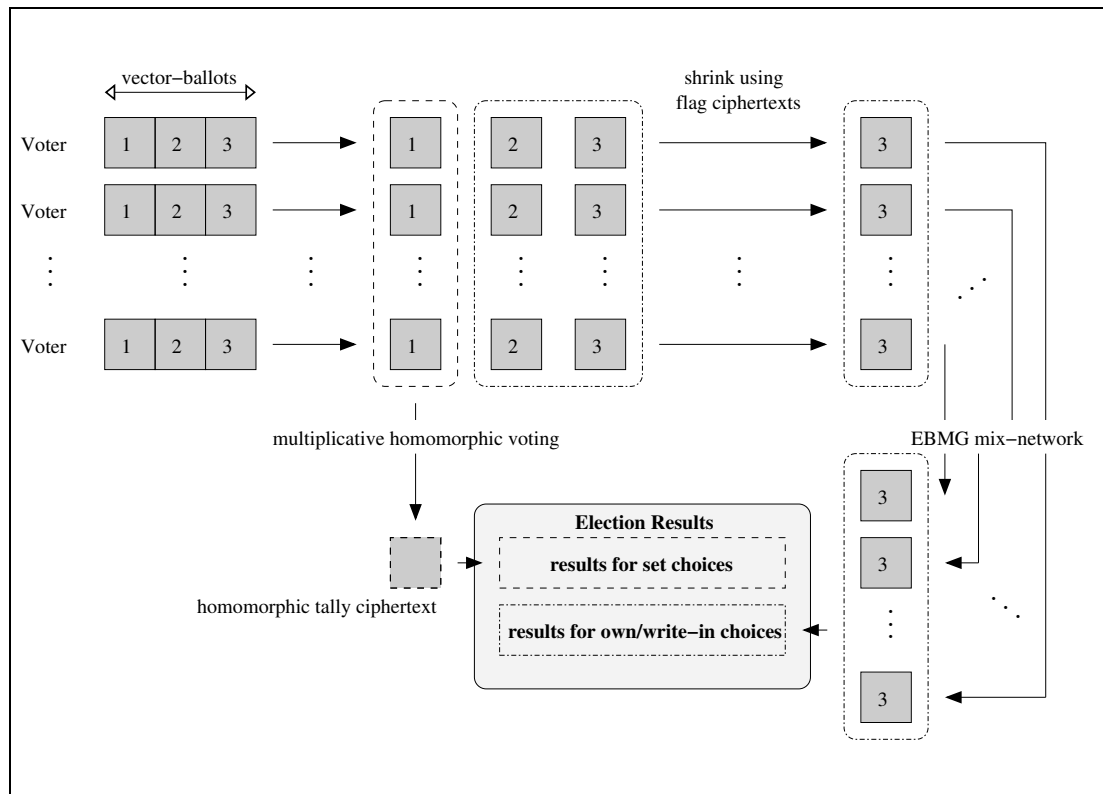 vector−ballots
shrink using
flag ciphertexts
Voter 1 2 3 1 2 3 3
Voter 1 2 3 1 2 3 3
Voter 1 2 3 1 2 3 3
multiplicative homomorphic voting
EBMG mix−network
3
Election Results
results for set choices
3
homomorphic tally ciphertext
results for own/write−in choices
3